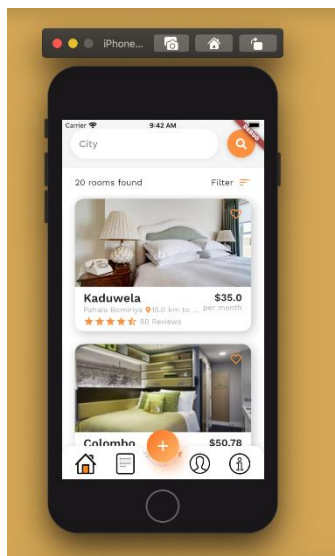 iPhone...
Carrier 9:42 AM
DEBUG
City
20 rooms found Filter
Kaduwela $35.0
Pahala Bomiriya 15.0 km to ... per month
80 Reviews
Colombo $50.78